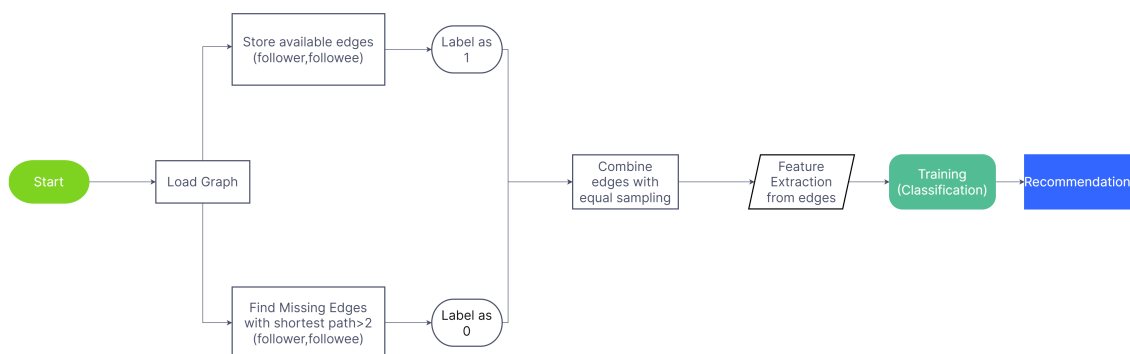 Start
Load Graph
Store available edges
(follower,followee)
Label as
1
Find Missing Edges
with shortest path>2
(follower,followee)
Label as
0
Combine
edges with
equal sampling
Feature
Extraction
from edges
Training
(Classification)
Recommendation